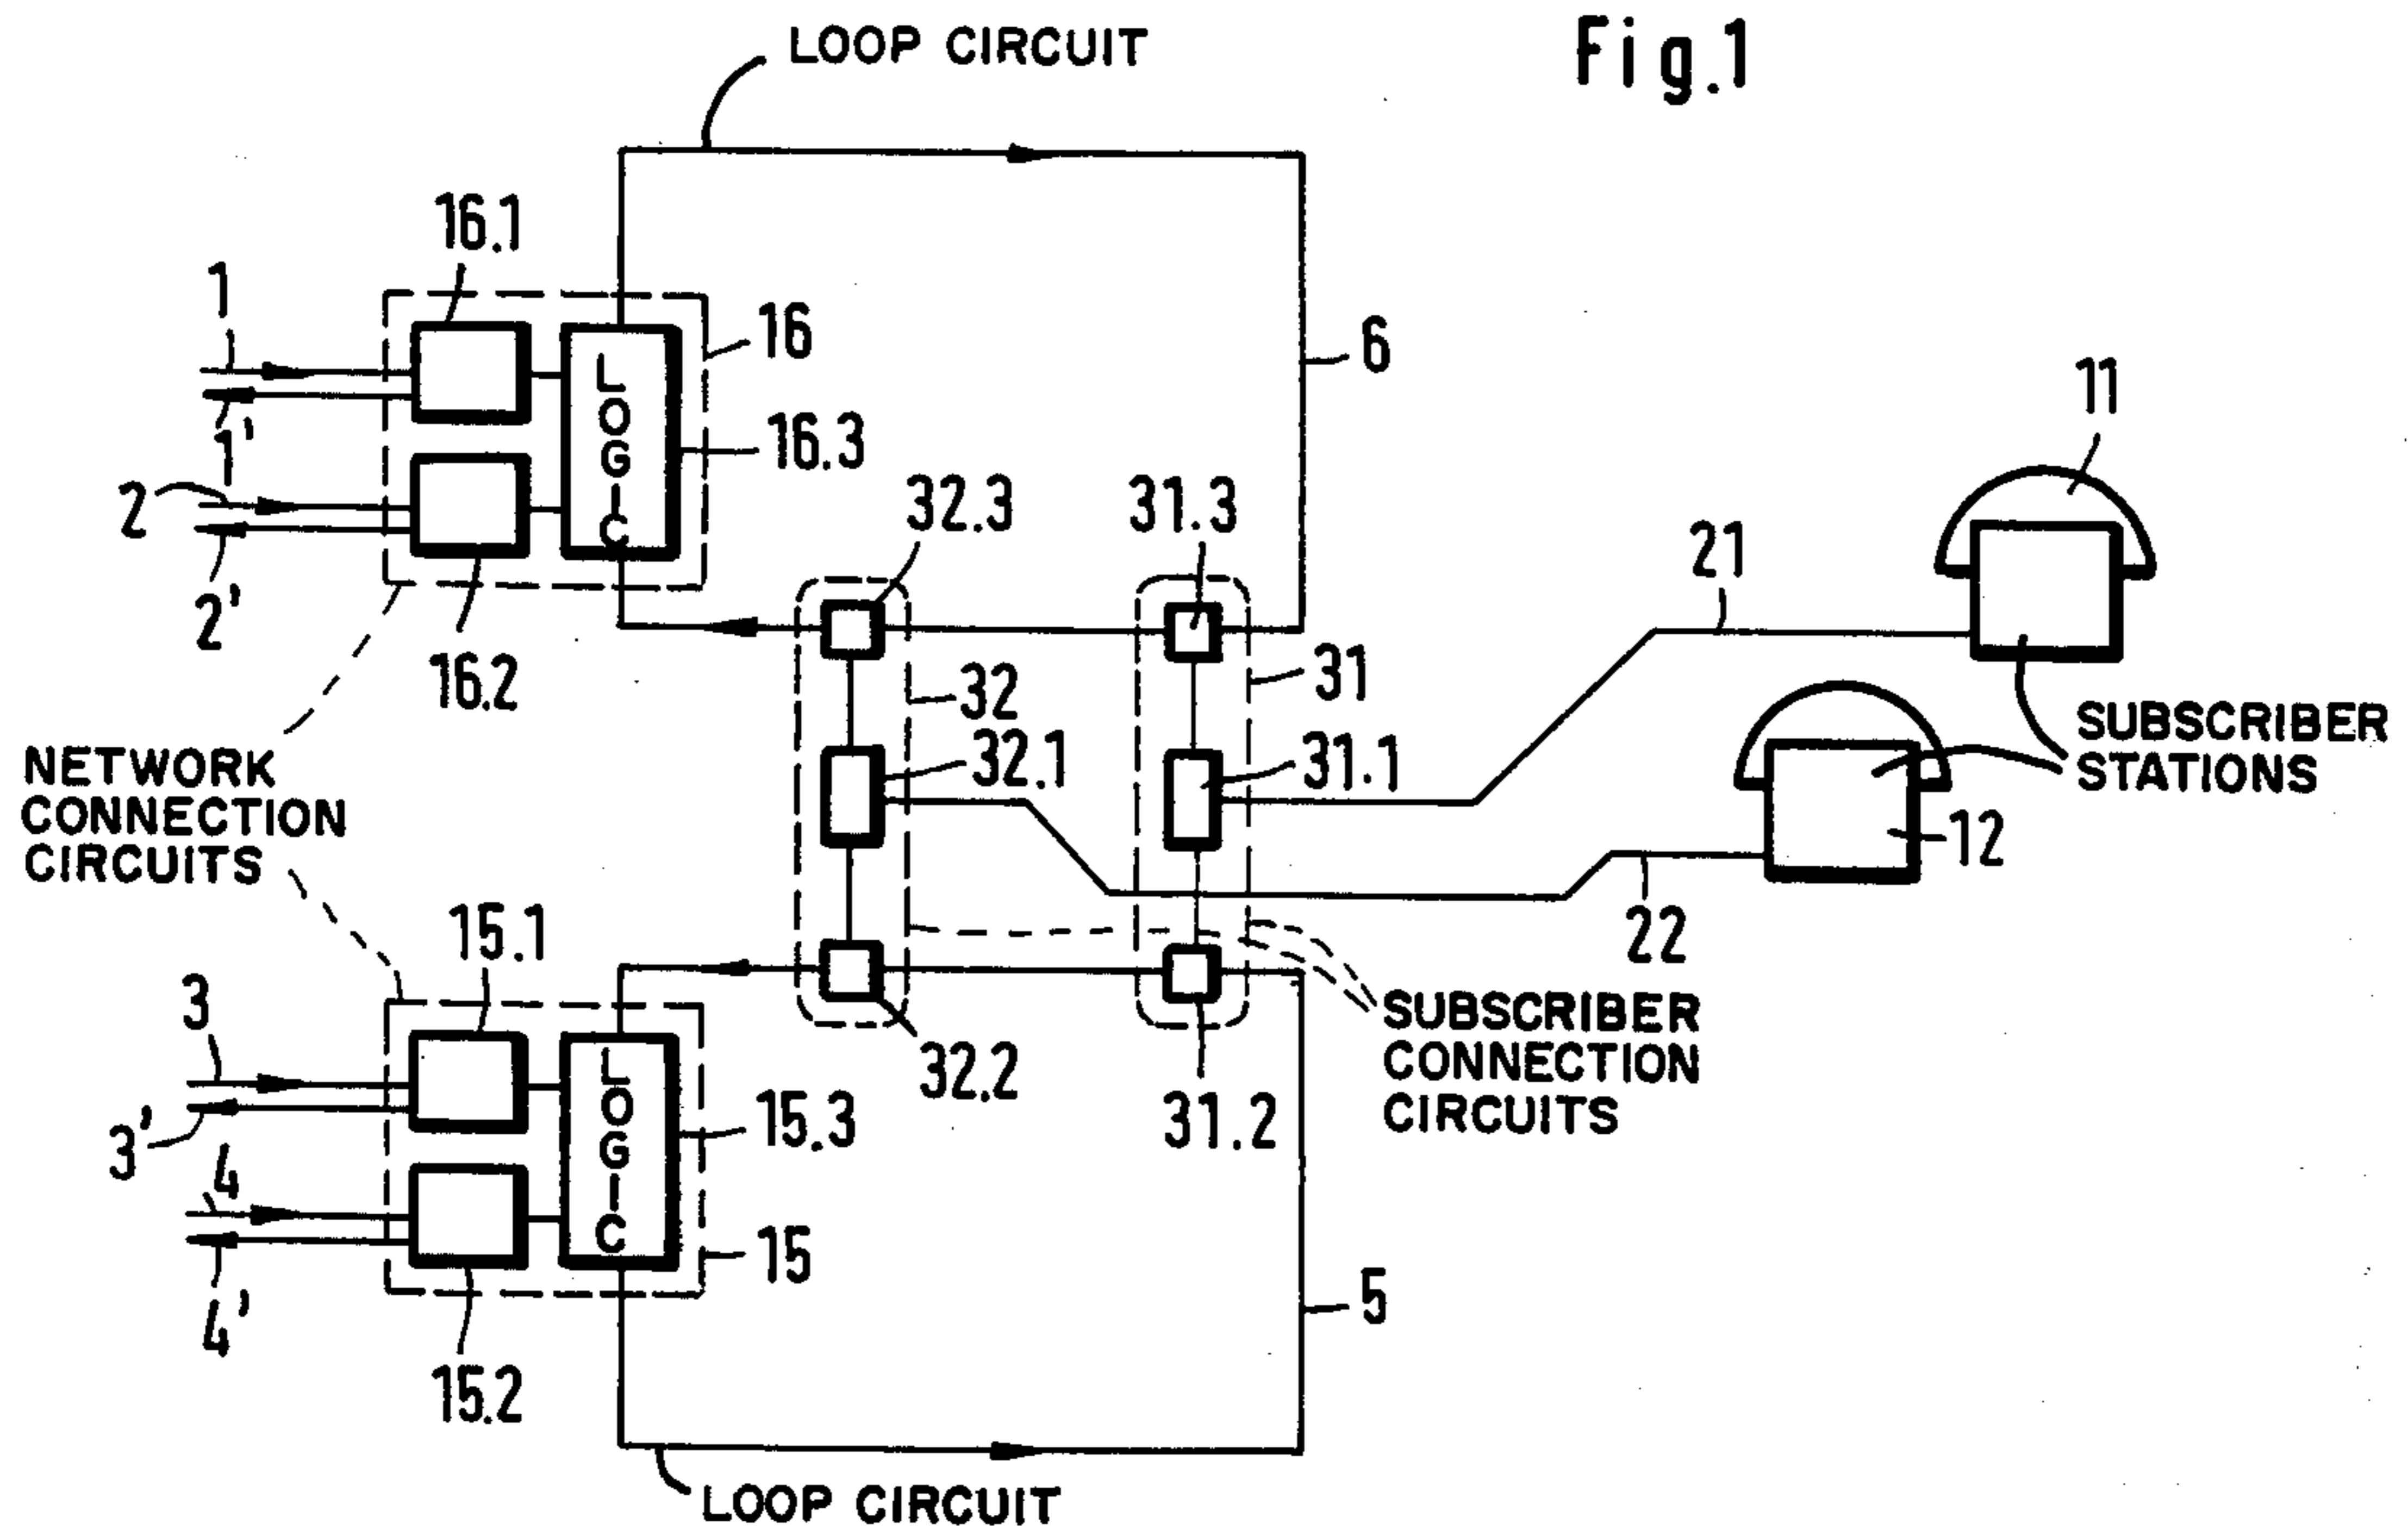 LOOP CIRCUIT
Fig.1
16.1
1
16
6
11
1'
16.3
2
32.3
31.3
21
LOGIC
2'
16.2
32
31
SUBSCRIBER
STATIONS
NETWORK
CONNECTION
CIRCUITS
32.1
31.1
12
22
15.1
3
SUBSCRIBER
CONNECTION
CIRCUITS
32.2
31.2
3'
15.3
4
LOGIC
15
5
4'
15.2
LOOP CIRCUIT